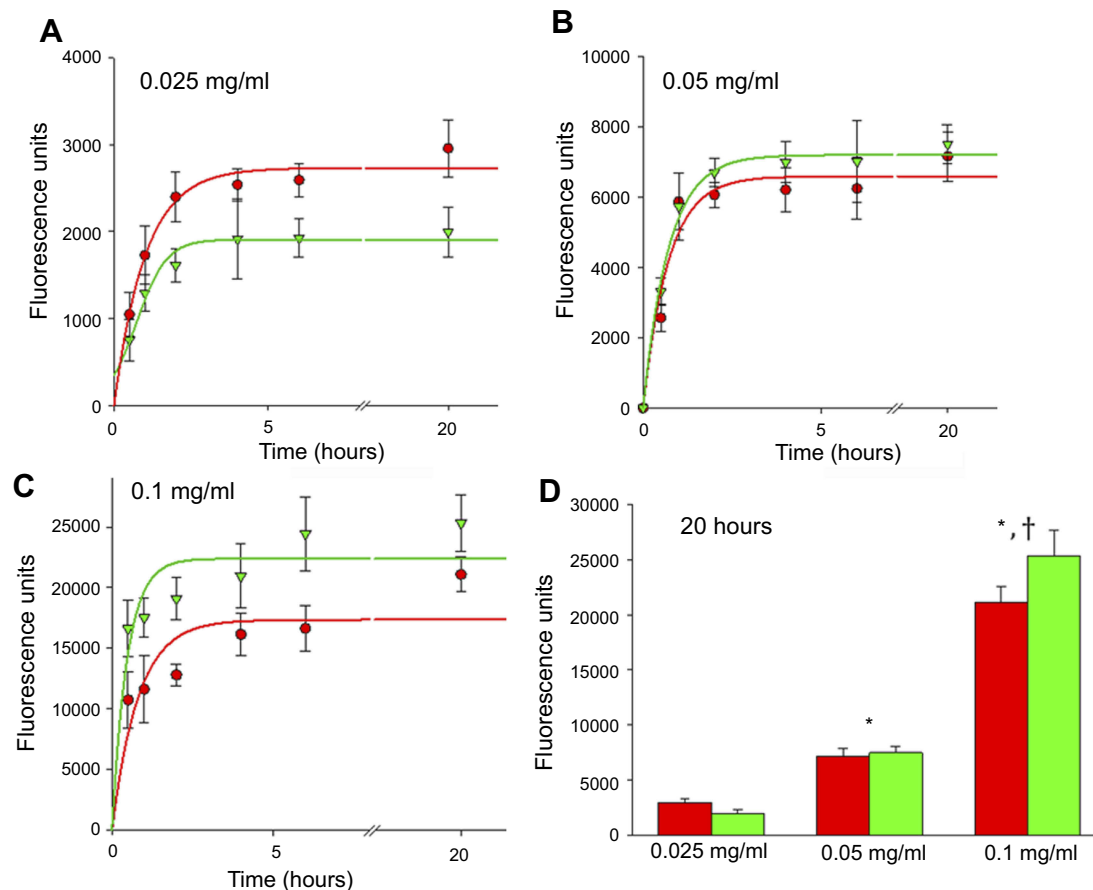 A
0.025 mg/ml
Fluorescence units
4000
3000
2000
1000
0
0
5
20
Time (hours)
B
0.05 mg/ml
Fluorescence units
10000
8000
6000
4000
2000
0
0
5
20
Time (hours)
C
0.1 mg/ml
Fluorescence units
25000
20000
15000
10000
5000
0
0
5
20
Time (hours)
D
20 hours
Fluorescence units
30000
25000
20000
15000
10000
5000
0
*
*, †
0.025 mg/ml
0.05 mg/ml
0.1 mg/ml